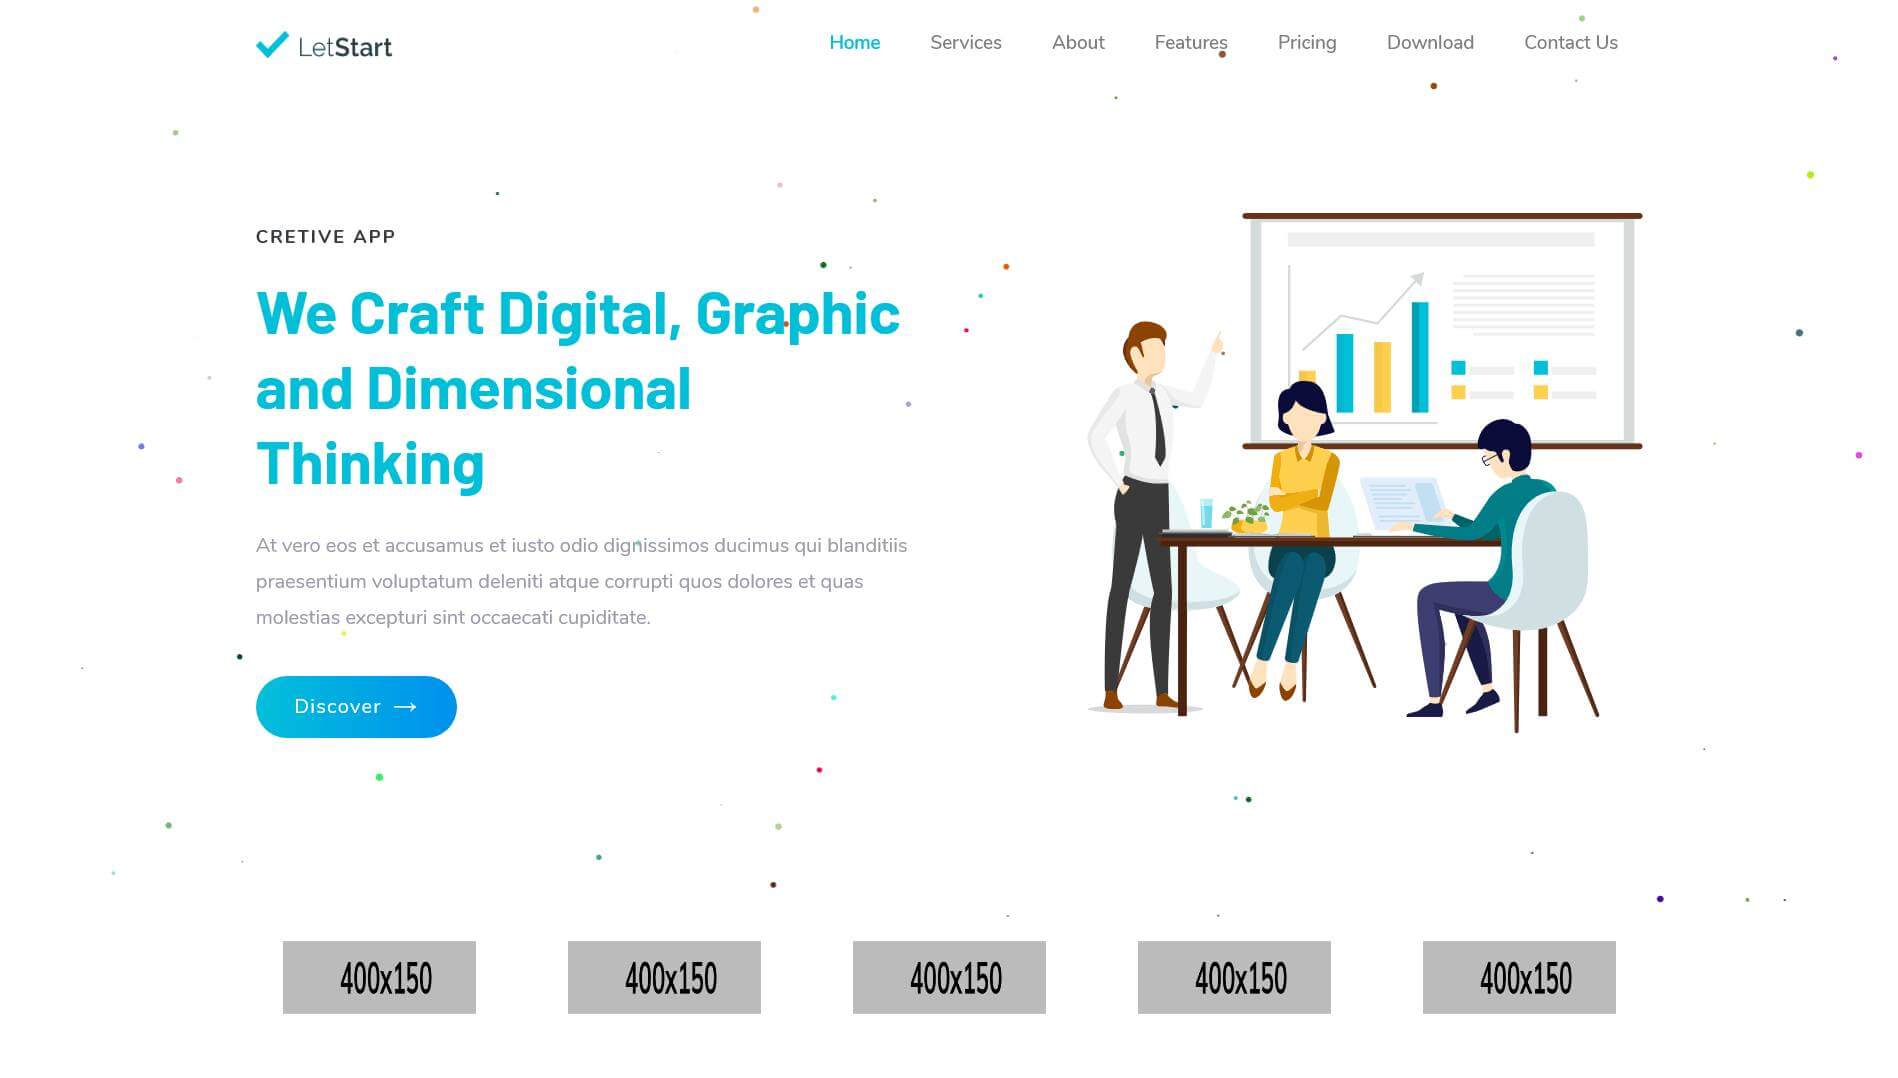 LetStart
Home Services About Features Pricing Download Contact Us
CRETIVE APP
We Craft Digital, Graphic
and Dimensional
Thinking
At vero eos et accusamus et iusto odio dignissimos ducimus qui blanditiis
praesentium voluptatum deleniti atque corrupti quos dolores et quas
molestias excepturi sint occaecati cupiditate.
Discover →
400x150 400x150 400x150 400x150 400x150